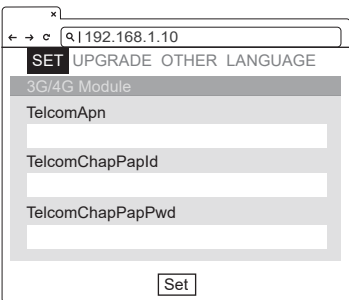 192.168.1.10
SET UPGRADE OTHER LANGUAGE
3G/4G Module
TelcomApn
TelcomChapPapId
TelcomChapPapPwd
Set